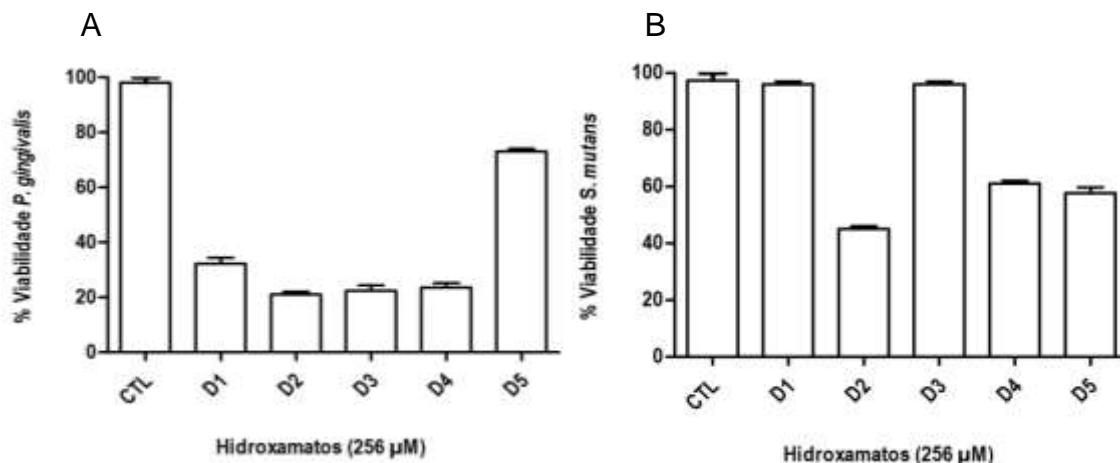 A
% Viabilidade P. gingivalis
100
80
60
40
20
0
CTL
D1
D2
D3
D4
D5
Hidroxamatos (256 µM)
B
% Viabilidade S. mutans
100
80
60
40
20
0
CTL
D1
D2
D3
D4
D5
Hidroxamatos (256 µM)